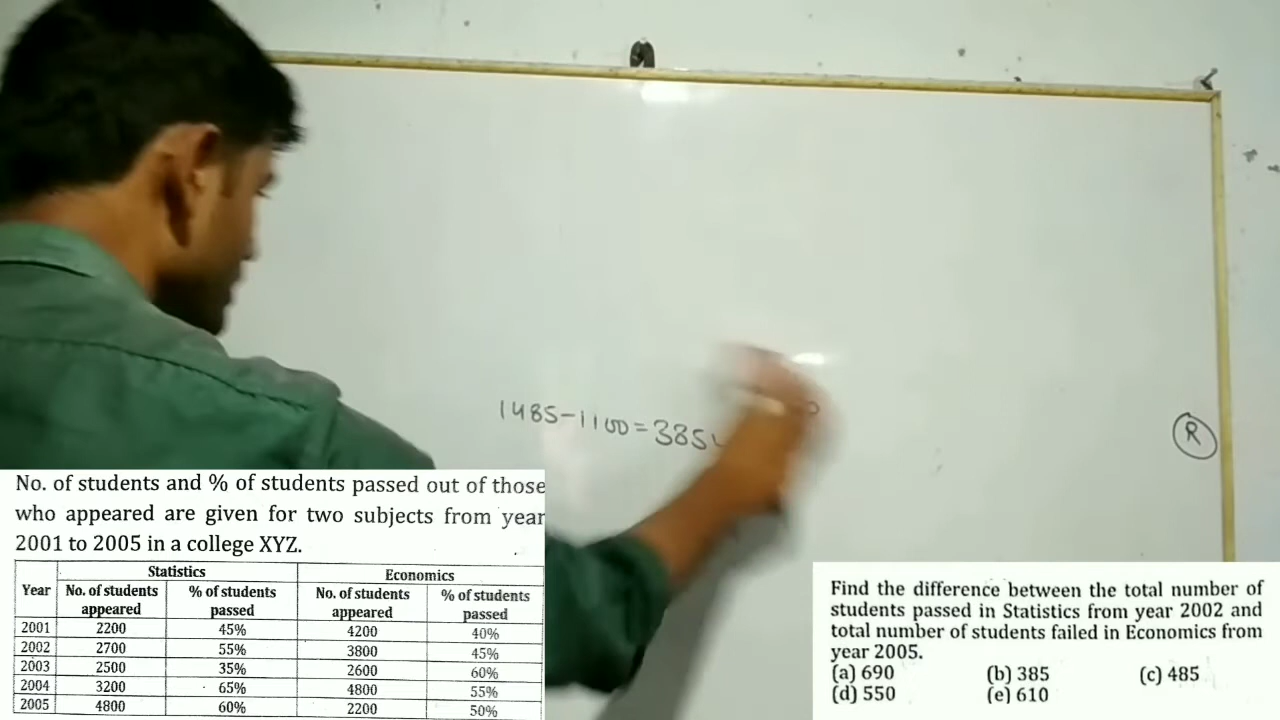 1485-1100=385
R
No. of students and % of students passed out of those
who appeared are given for two subjects from year
2001 to 2005 in a college XYZ.
Statistics Economics
Year No. of students appeared % of students passed No. of students appeared % of students passed
2001 2200 45% 4200 40%
2002 2700 55% 3800 45%
2003 2500 35% 2600 60%
2004 3200 65% 4800 55%
2005 4800 60% 2200 50%
Find the difference between the total number of
students passed in Statistics from year 2002 and
total number of students failed in Economics from
year 2005.
(a) 690 (b) 385 (c) 485
(d) 550 (e) 610